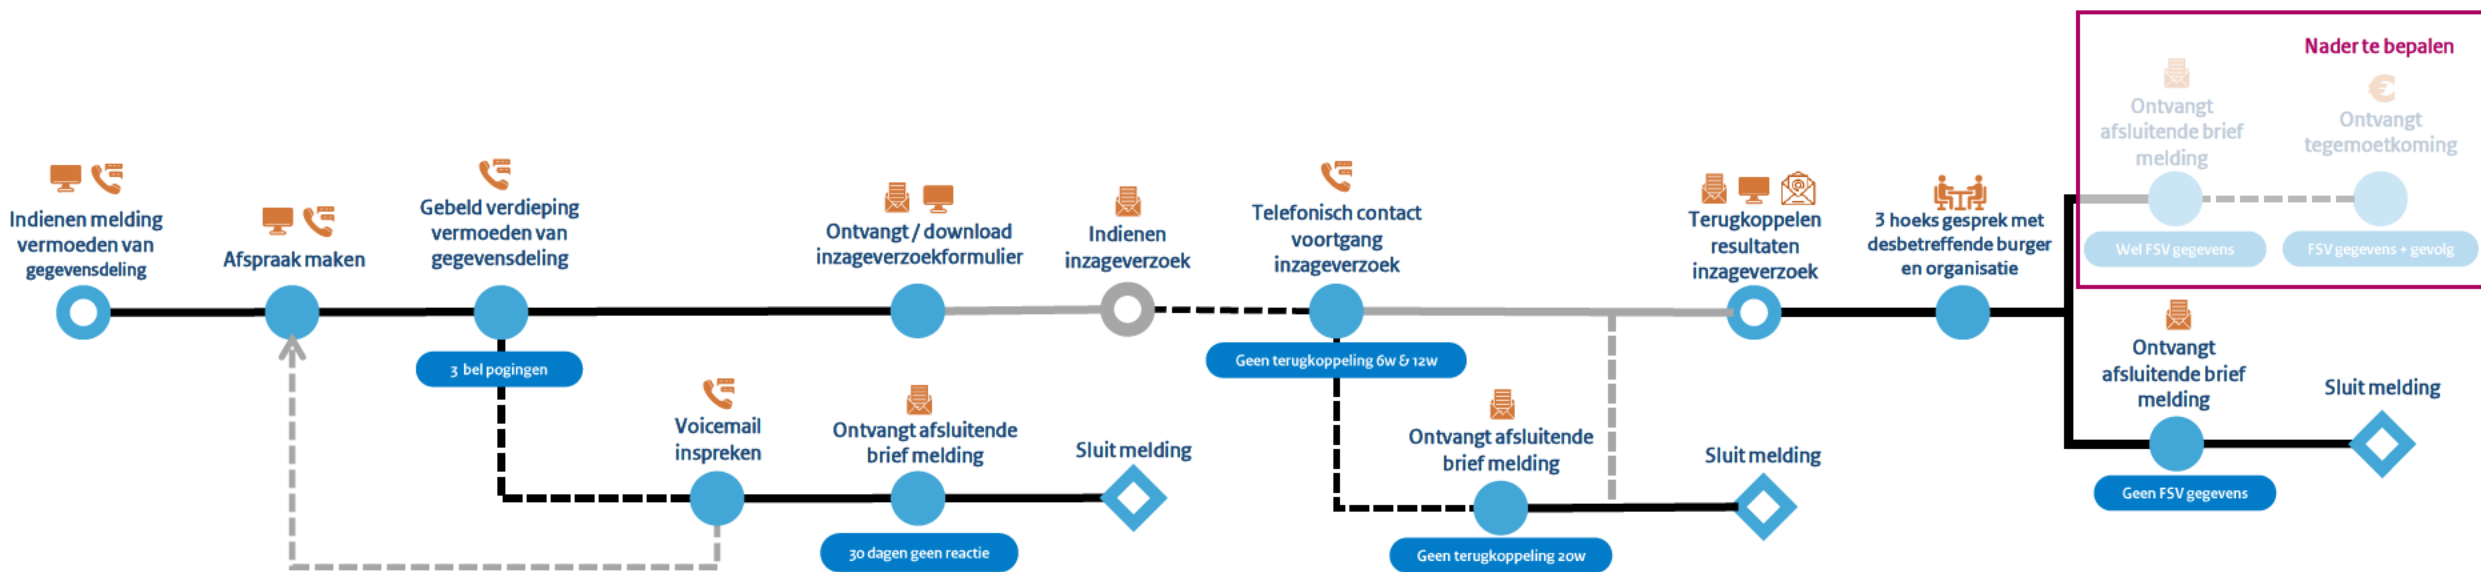 Indienen melding
vermoeden van
gegevensdeling
Afspraak maken
Gebeld verdieping
vermoeden van
gegevensdeling
3 bel pogingen
Voicemail
inspreken
Ontvangt afsluitende
brief melding
30 dagen geen reactie
Sluit melding
Ontvangt / download
inzageverzoekformulier
Indienen
inzageverzoek
Telefonisch contact
voortgang
inzageverzoek
Geen terugkoppeling 6w & 12w
Ontvangt afsluitende
brief melding
Geen terugkoppeling 20w
Sluit melding
Terugkoppelen
resultaten
inzageverzoek
3 hoeks gesprek met
desbetreffende burger
en organisatie
Nader te bepalen
Ontvangt
afsluitende brief
melding
Wel FSV gegevens
€
Ontvangt
tegemoetkoming
FSV gegevens + gevolg
Ontvangt
afsluitende brief
melding
Geen FSV gegevens
Sluit melding